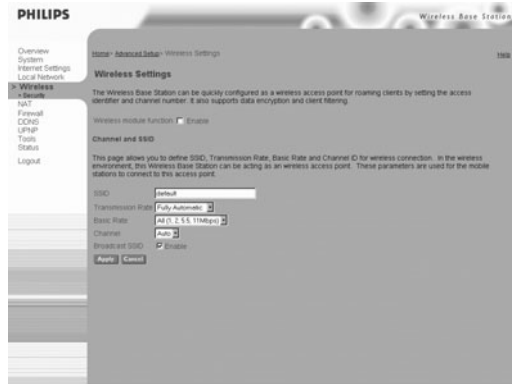 PHILIPS
Wireless Base Station
Overview
System
Internet Settings
Local Network
> Wireless
• Security
NAT
Firewall
DDNS
UPNP
Tools
Status
Logout
Home> Advanced Setup> Wireless Settings
Help
Wireless Settings
The Wireless Base Station can be quickly configured as a wireless access point for roaming clients by setting the access
identifier and channel number. It also supports data encryption and client filtering.
Wireless module function Enable
Channel and SSID
This page allows you to define SSID, Transmission Rate, Basic Rate and Channel ID for wireless connection. In the wireless
environment, this Wireless Base Station can be acting as an wireless access point. These parameters are used for the mobile
stations to connect to this access point.
SSID default
Transmission Rate Fully Automatic
Basic Rate All (1, 2, 5.5, 11Mbps)
Channel Auto
Broadcast SSID Enable
Apply Cancel